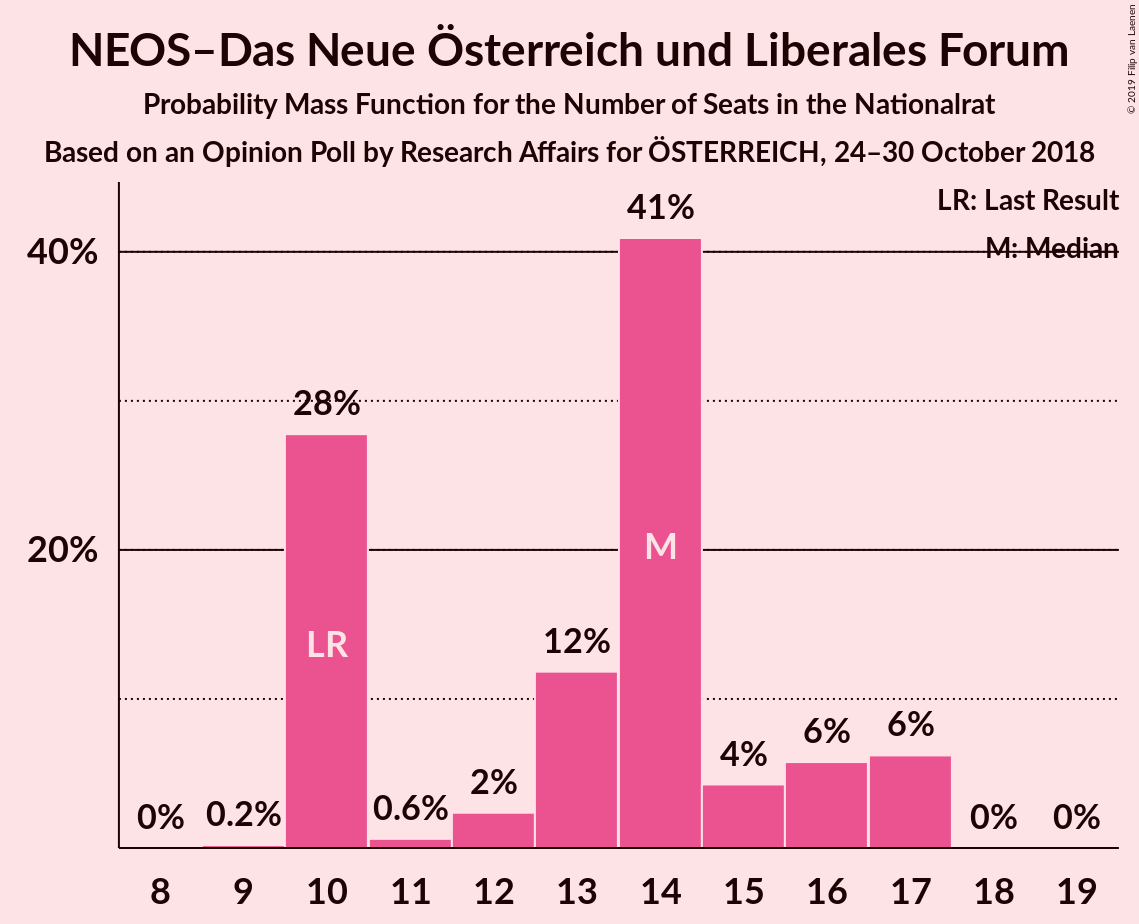 NEOS–Das Neue Österreich und Liberales Forum
Probability Mass Function for the Number of Seats in the Nationalrat
Based on an Opinion Poll by Research Affairs for ÖSTERREICH, 24–30 October 2018
© 2019 Filip van Laenen
LR: Last Result
M: Median
40%
20%
0%
0.2%
28%
0.6%
2%
12%
41%
4%
6%
6%
0%
0%
LR
M
8 9 10 11 12 13 14 15 16 17 18 19